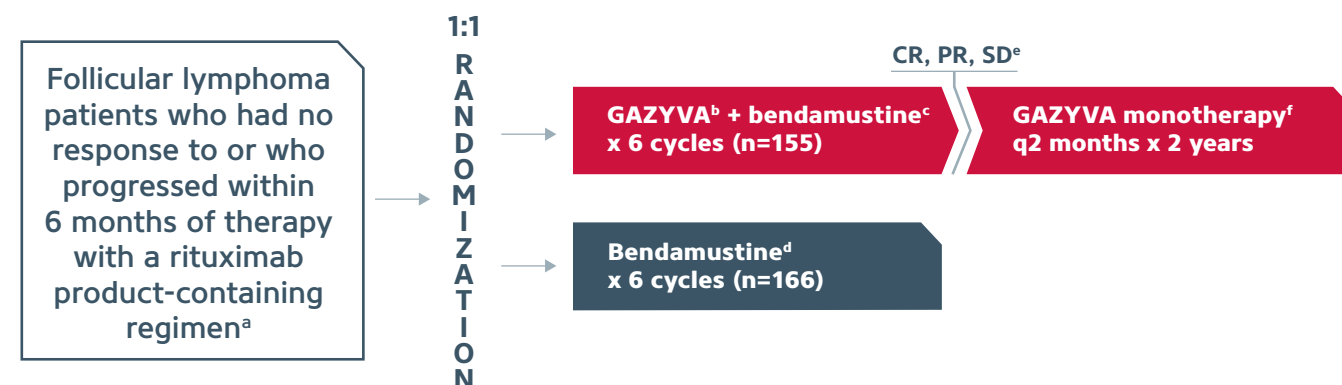 Follicular lymphoma
patients who had no
response to or who
progressed within
6 months of therapy
with a rituximab
product-containing
regimenᵃ
1:1
RANDOMIZATION
CR, PR, SDᵉ
GAZYVAᵇ + bendamustineᶜ
x 6 cycles (n=155)
GAZYVA monotherapyᶠ
q2 months x 2 years
Bendamustineᵈ
x 6 cycles (n=166)